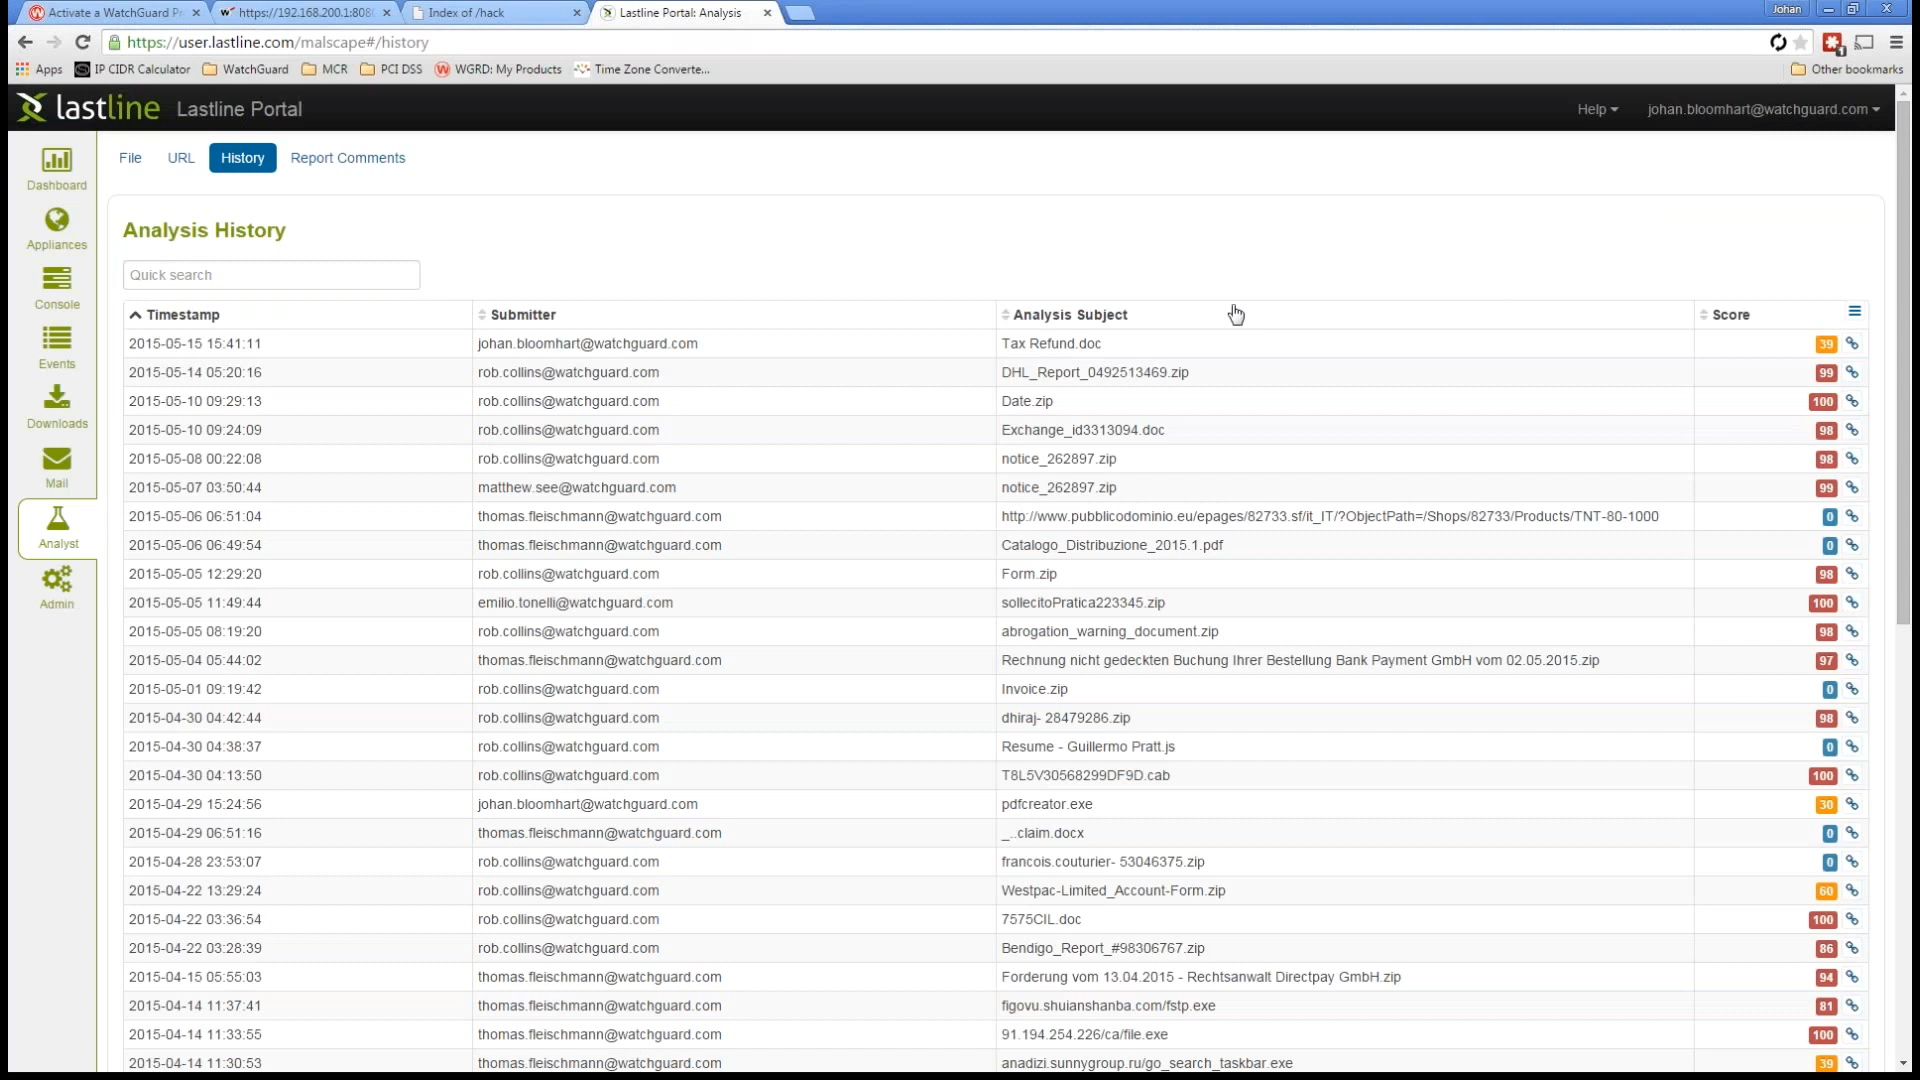 Activate a WatchGuard Pr
https://192.168.200.1:8080
Index of /hack
Lastline Portal: Analysis
Johan
https://user.lastline.com/malscape#/history
Apps
IP CIDR Calculator
WatchGuard
MCR
PCI DSS
WGRD: My Products
Time Zone Converte...
Other bookmarks
lastline Lastline Portal
Help
johan.bloomhart@watchguard.com
Dashboard
Appliances
Console
Events
Downloads
Mail
Analyst
Admin
File URL History Report Comments
Analysis History
Quick search
Timestamp Submitter Analysis Subject Score
2015-05-15 15:41:11 johan.bloomhart@watchguard.com Tax Refund.doc 39
2015-05-14 05:20:16 rob.collins@watchguard.com DHL_Report_0492513469.zip 99
2015-05-10 09:29:13 rob.collins@watchguard.com Date.zip 100
2015-05-10 09:24:09 rob.collins@watchguard.com Exchange_id3313094.doc 98
2015-05-08 00:22:08 rob.collins@watchguard.com notice_262897.zip 98
2015-05-07 03:50:44 matthew.see@watchguard.com notice_262897.zip 99
2015-05-06 06:51:04 thomas.fleischmann@watchguard.com http://www.pubblicodominio.eu/epages/82733.sf/it_IT/?ObjectPath=/Shops/82733/Products/TNT-80-1000 0
2015-05-06 06:49:54 thomas.fleischmann@watchguard.com Catalogo_Distribuzione_2015.1.pdf 0
2015-05-05 12:29:20 rob.collins@watchguard.com Form.zip 98
2015-05-05 11:49:44 emilio.tonelli@watchguard.com sollecitoPratica223345.zip 100
2015-05-05 08:19:20 rob.collins@watchguard.com abrogation_warning_document.zip 98
2015-05-04 05:44:02 thomas.fleischmann@watchguard.com Rechnung nicht gedeckten Buchung Ihrer Bestellung Bank Payment GmbH vom 02.05.2015.zip 97
2015-05-01 09:19:42 rob.collins@watchguard.com Invoice.zip 0
2015-04-30 04:42:44 rob.collins@watchguard.com dhiraj- 28479286.zip 98
2015-04-30 04:38:37 rob.collins@watchguard.com Resume - Guillermo Pratt.js 0
2015-04-30 04:13:50 rob.collins@watchguard.com T8L5V30568299DF9D.cab 100
2015-04-29 15:24:56 johan.bloomhart@watchguard.com pdfcreator.exe 30
2015-04-29 06:51:16 thomas.fleischmann@watchguard.com _..claim.docx 0
2015-04-28 23:53:07 rob.collins@watchguard.com francois.couturier- 53046375.zip 0
2015-04-22 13:29:24 rob.collins@watchguard.com Westpac-Limited_Account-Form.zip 60
2015-04-22 03:36:54 rob.collins@watchguard.com 7575CIL.doc 100
2015-04-22 03:28:39 rob.collins@watchguard.com Bendigo_Report_#98306767.zip 86
2015-04-15 05:55:03 thomas.fleischmann@watchguard.com Forderung vom 13.04.2015 - Rechtsanwalt Directpay GmbH.zip 94
2015-04-14 11:37:41 thomas.fleischmann@watchguard.com figovu.shuianshanba.com/fstp.exe 81
2015-04-14 11:33:55 thomas.fleischmann@watchguard.com 91.194.254.226/ca/file.exe 100
2015-04-14 11:30:53 thomas.fleischmann@watchguard.com anadizi.sunnygroup.ru/go_search_taskbar.exe 39